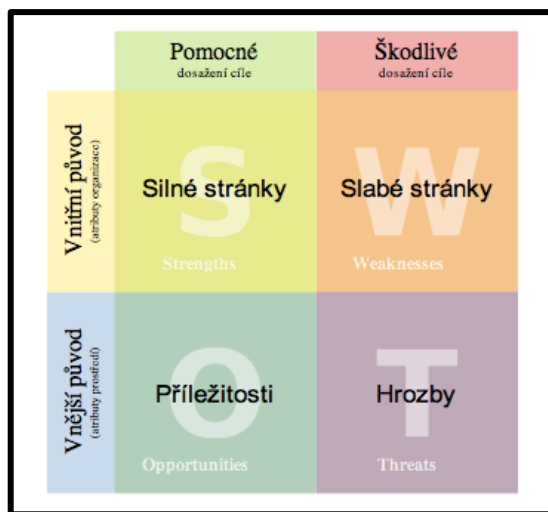 Pomocné
dosažení cíle
Škodlivé
dosažení cíle
Vnitřní původ
(atributy organizace)
S
Silné stránky
Strengths
W
Slabé stránky
Weaknesses
Vnější původ
(atributy prostředí)
O
Příležitosti
Opportunities
T
Hrozby
Threats